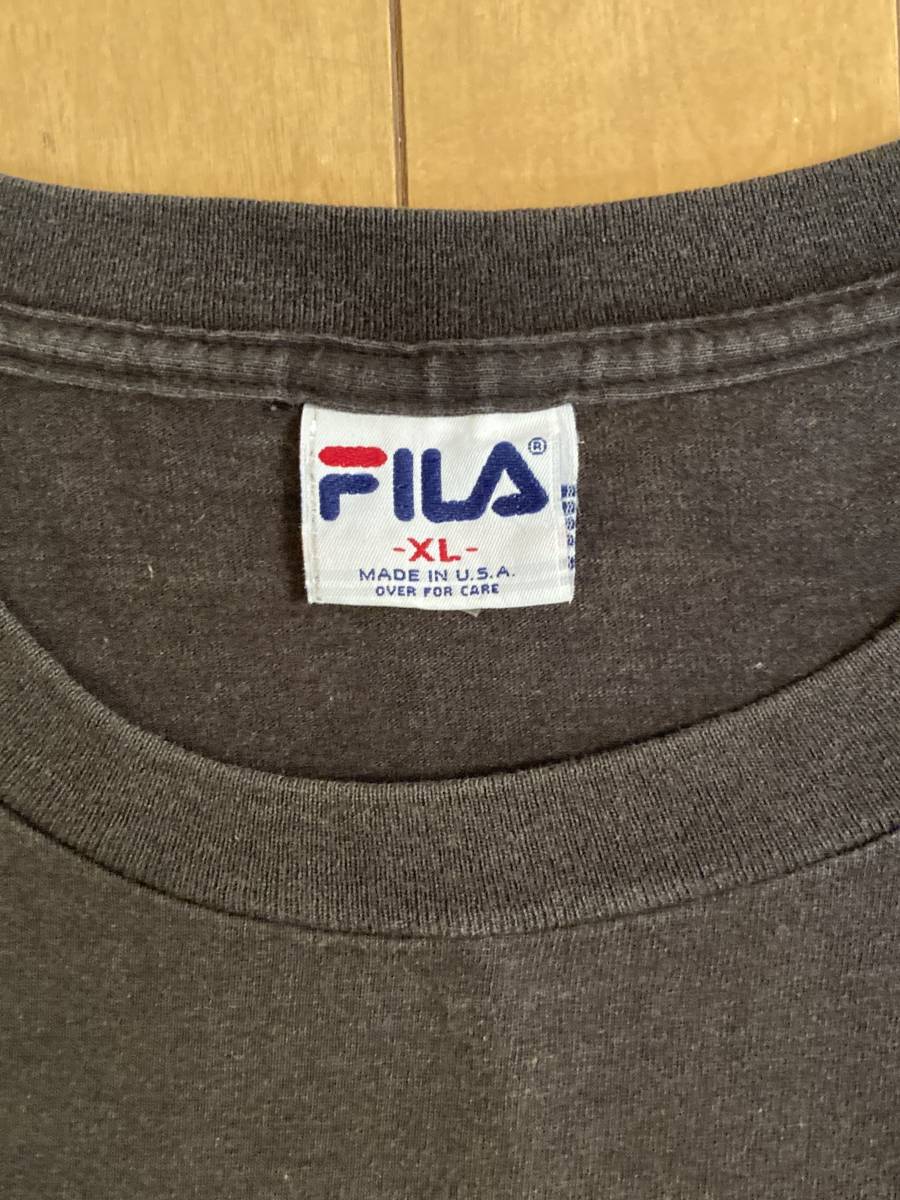 FILA®
-XL-
MADE IN U.S.A.
OVER FOR CARE